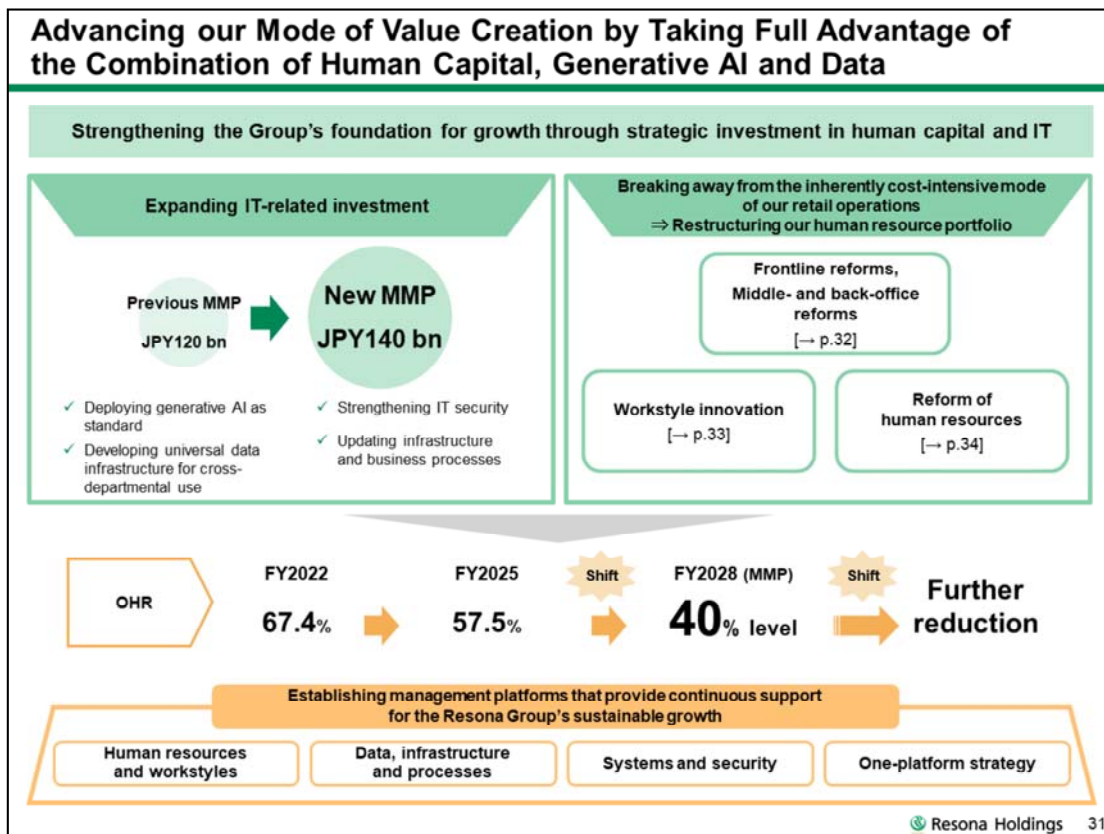 Advancing our Mode of Value Creation by Taking Full Advantage of
the Combination of Human Capital, Generative AI and Data
Strengthening the Group's foundation for growth through strategic investment in human capital and IT
Expanding IT-related investment
Previous MMP
JPY120 bn
New MMP
JPY140 bn
✓ Deploying generative AI as
standard
✓ Developing universal data
infrastructure for cross-
departmental use
✓ Strengthening IT security
✓ Updating infrastructure
and business processes
Breaking away from the inherently cost-intensive mode
of our retail operations
⇒ Restructuring our human resource portfolio
Frontline reforms,
Middle- and back-office
reforms
[→ p.32]
Workstyle innovation
[→ p.33]
Reform of
human resources
[→ p.34]
OHR
FY2022
67.4%
FY2025
57.5%
Shift
FY2028 (MMP)
40% level
Shift
Further
reduction
Establishing management platforms that provide continuous support
for the Resona Group's sustainable growth
Human resources
and workstyles
Data, infrastructure
and processes
Systems and security
One-platform strategy
Resona Holdings 31